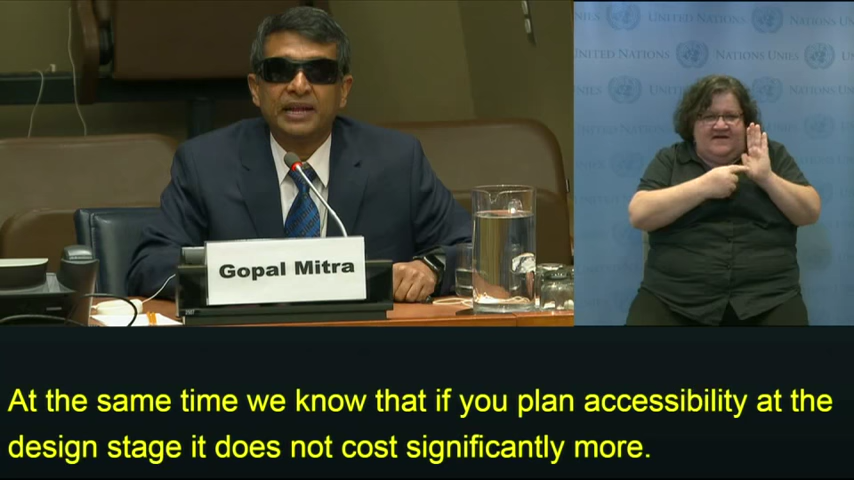 UNITED NATIONS
NATIONS UNIES
Gopal Mitra
At the same time we know that if you plan accessibility at the
design stage it does not cost significantly more.